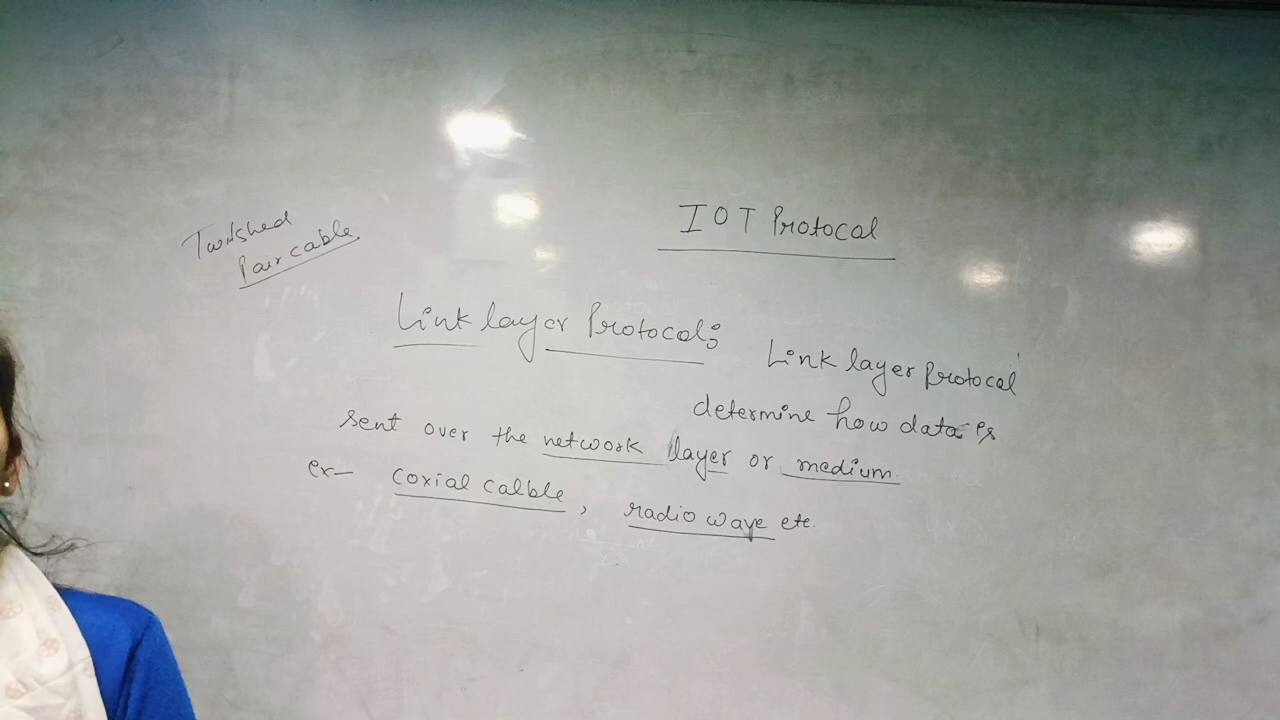 IOT Protocal
Twitshed
Pair cable
Link layer Protocol:
Link layer Protocal
determine how data is
sent over the network layer or medium.
ex- coxial calble, radio wave etc.